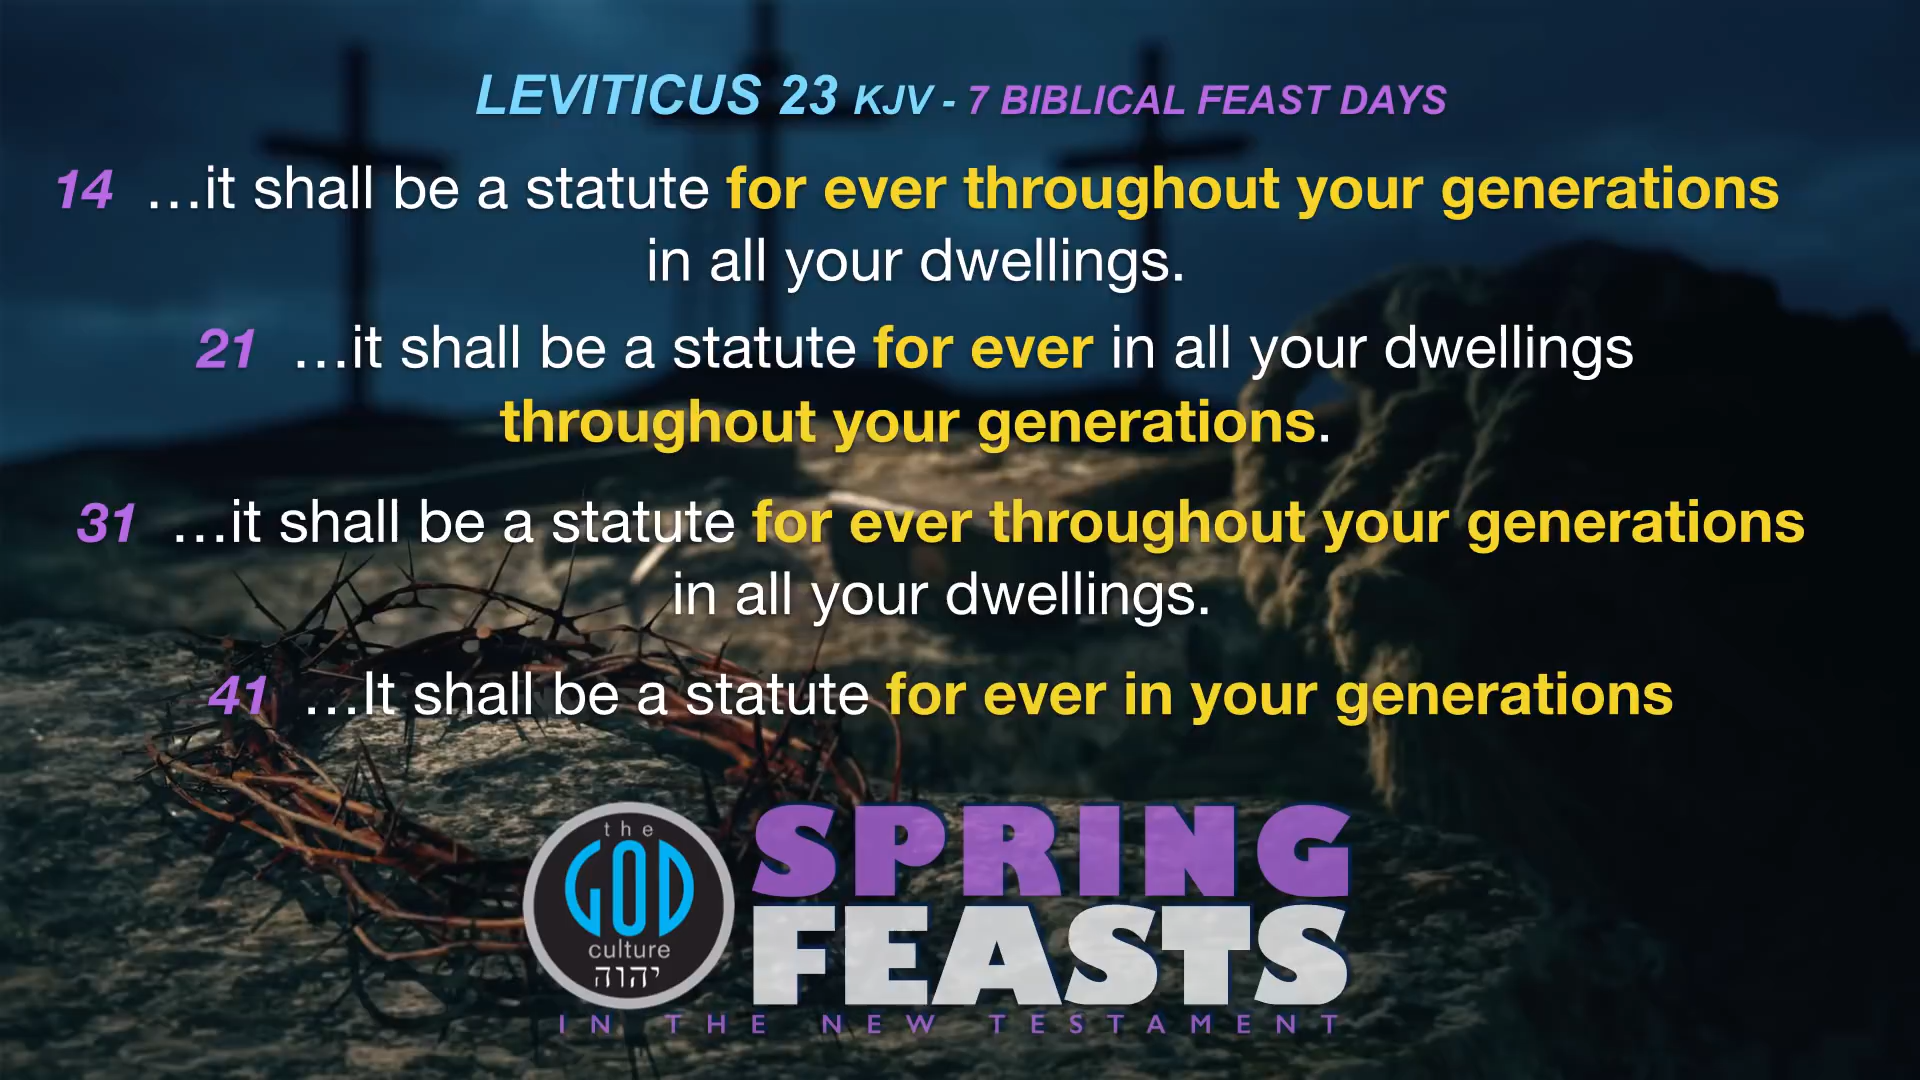 LEVITICUS 23 KJV - 7 BIBLICAL FEAST DAYS
14 …it shall be a statute for ever throughout your generations
in all your dwellings.
21 …it shall be a statute for ever in all your dwellings
throughout your generations.
31 …it shall be a statute for ever throughout your generations
in all your dwellings.
41 …It shall be a statute for ever in your generations
the
GOD
culture
יהוה
SPRING
FEASTS
IN THE NEW TESTAMENT